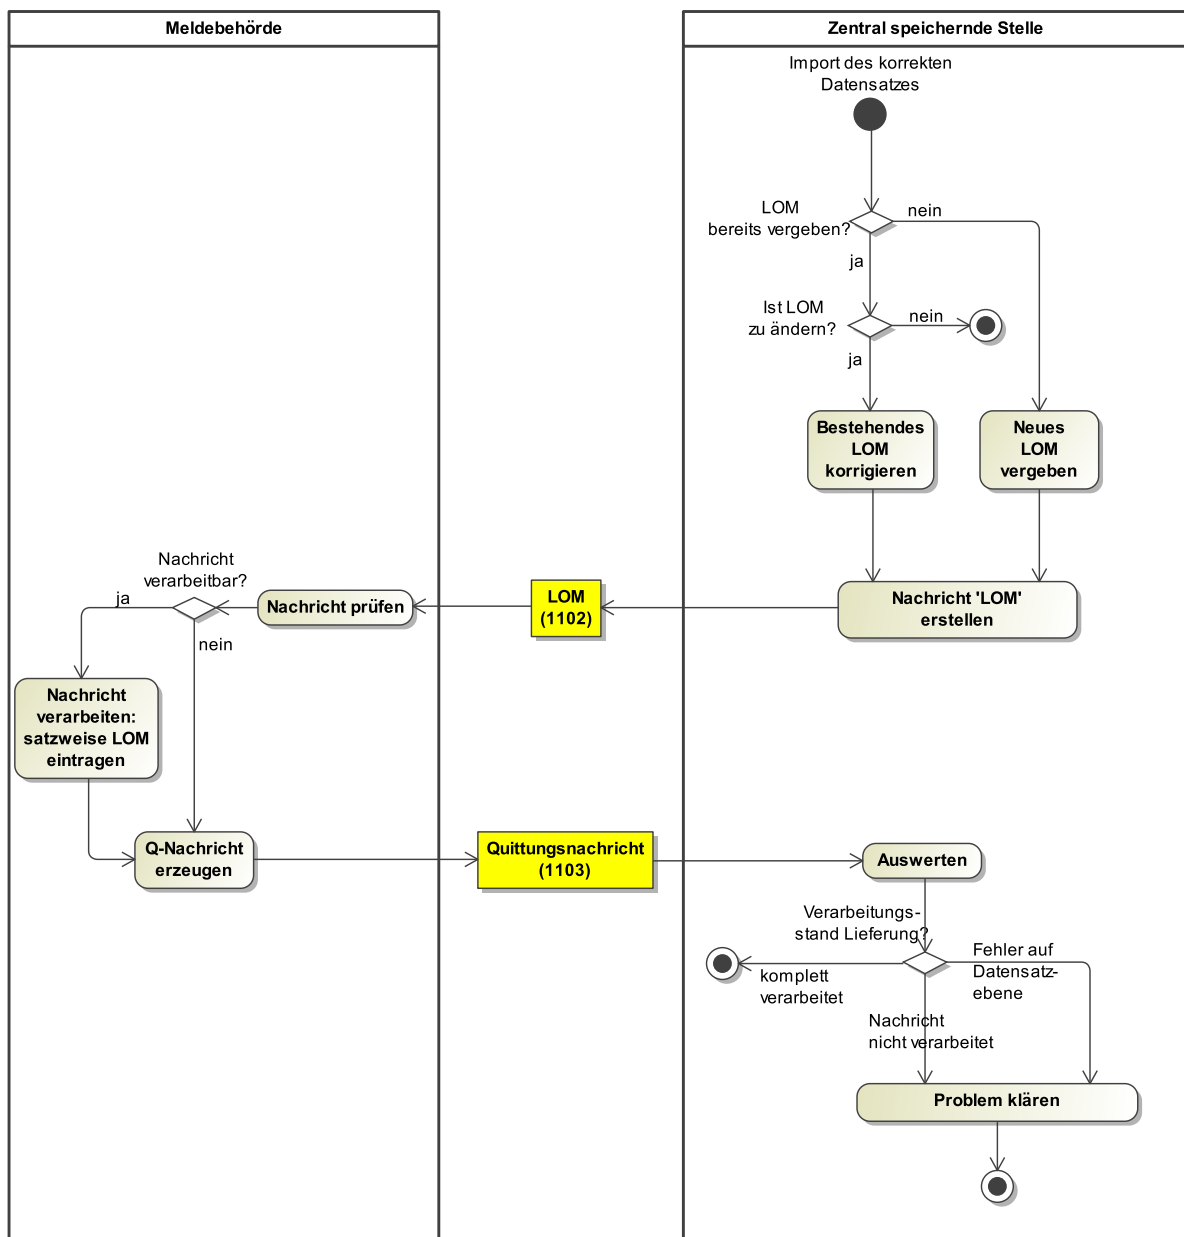 Meldebehörde
Zentral speichernde Stelle
Import des korrekten
Datensatzes
LOM
bereits vergeben?
nein
ja
Ist LOM
zu ändern?
nein
ja
Bestehendes
LOM
korrigieren
Neues
LOM
vergeben
Nachricht
verarbeitbar?
ja
nein
Nachricht prüfen
LOM
(1102)
Nachricht 'LOM'
erstellen
Nachricht
verarbeiten:
satzweise LOM
eintragen
Q-Nachricht
erzeugen
Quittungsnachricht
(1103)
Auswerten
Verarbeitungs-
stand Lieferung?
komplett
verarbeitet
Fehler auf
Datensatz-
ebene
Nachricht
nicht verarbeitet
Problem klären